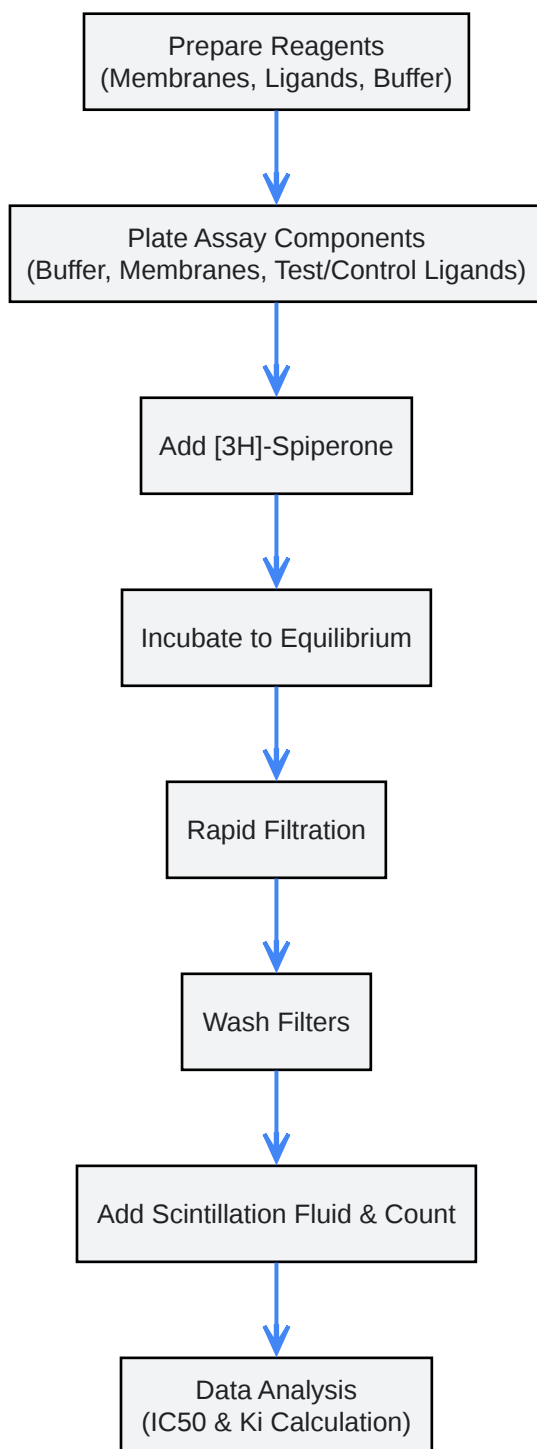 Prepare Reagents
(Membranes, Ligands, Buffer)
Plate Assay Components
(Buffer, Membranes, Test/Control Ligands)
Add [3H]-Spiperone
Incubate to Equilibrium
Rapid Filtration
Wash Filters
Add Scintillation Fluid & Count
Data Analysis
(IC50 & Ki Calculation)